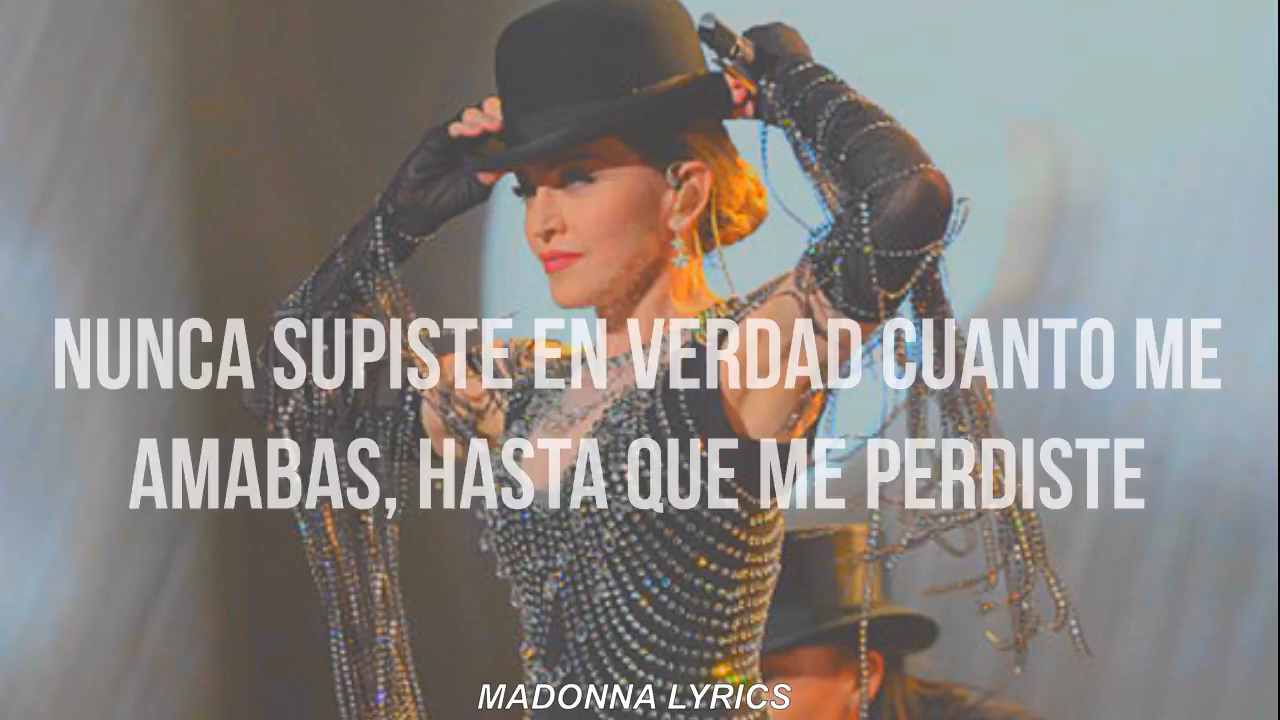 NUNCA SUPISTE EN VERDAD CUANTO ME
AMABAS, HASTA QUE ME PERDISTE
MADONNA LYRICS